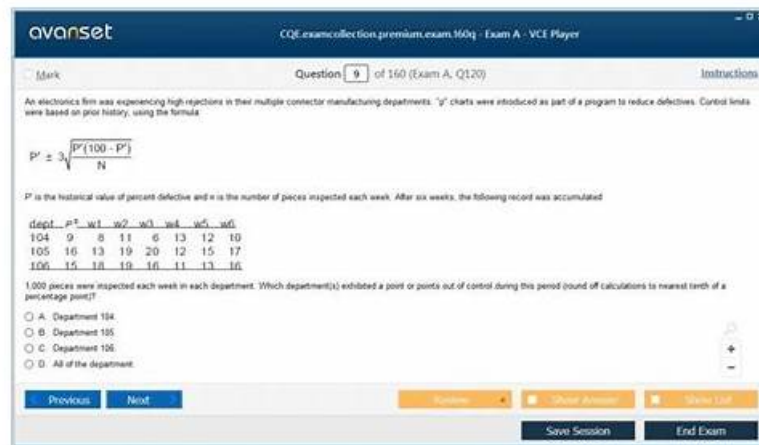 avanset
CQE.examcollection.premium.exam.160q - Exam A - VCE Player
Mark
Question 9 of 160 (Exam A, Q120)
Instructions
An electronics firm was experiencing high rejections in their multiple connector manufacturing departments. "p" charts were introduced as part of a program to reduce defectives. Control limits
were based on prior history, using the formula:
P' ± 3√P'(100 - P')
N
P' is the historical value of percent defective and n is the number of pieces inspected each week. After six weeks, the following record was accumulated
dept. w1 w2 w3 w4 w5 w6
104 9 8 11 6 13 12 10
105 16 13 19 20 12 15 17
106 15 18 19 16 11 13 16
1,000 pieces were inspected each week in each department. Which department(s) exhibited a point or points out of control during this period (round off calculations to nearest tenth of a
percentage point)?
A. Department 104.
B. Department 105
C. Department 106.
D. All of the department
Previous
Next
Review
Show Answer
Show List
Save Session
End Exam